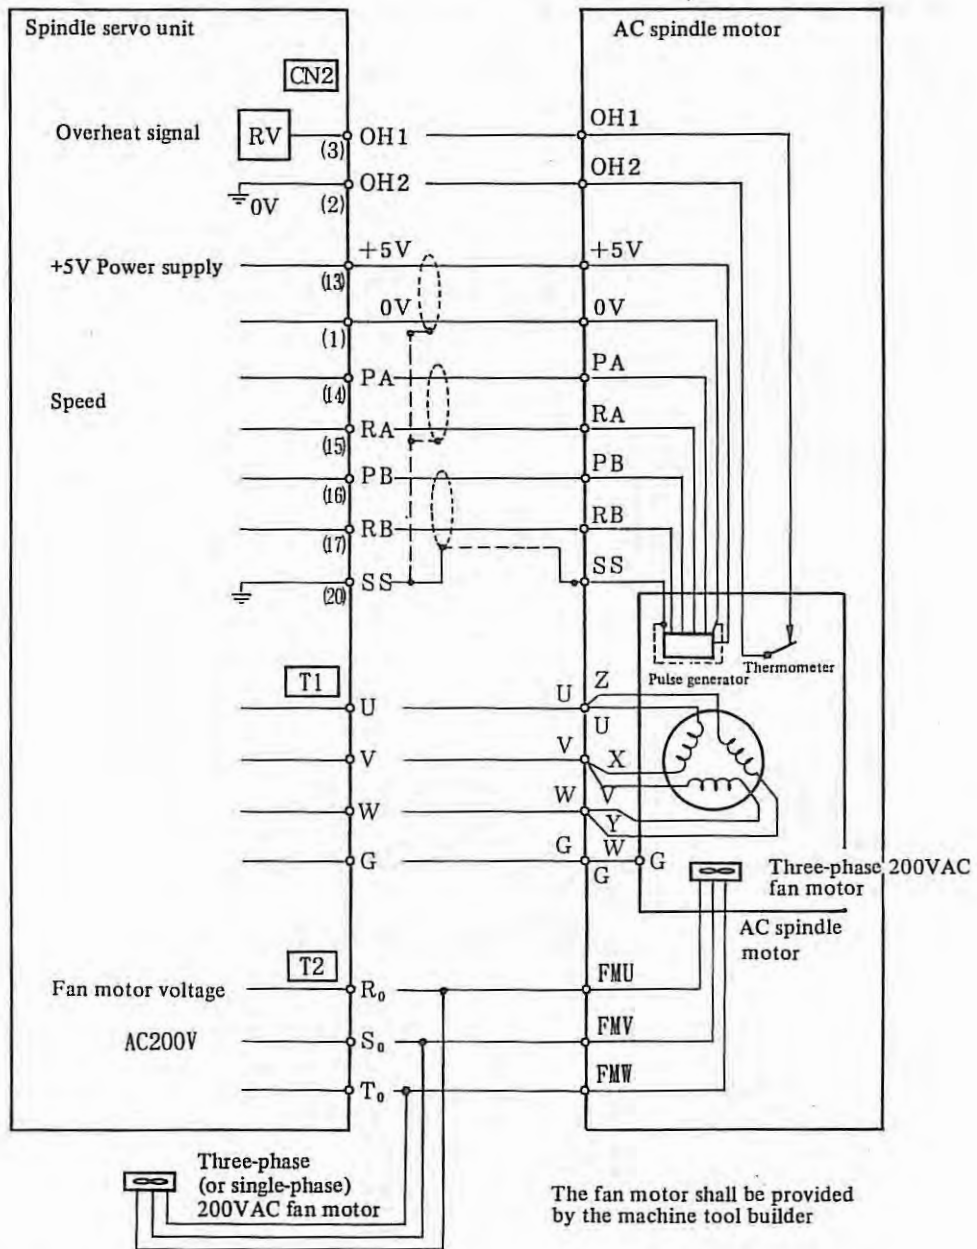 Spindle servo unit
AC spindle motor
CN2
Overheat signal
RV
(3)
OH1
OH1
0V
(2)
OH2
OH2
+5V Power supply
(13)
+5V
+5V
(1)
0V
0V
Speed
(14)
PA
PA
(15)
RA
RA
(16)
PB
PB
(17)
RB
RB
(20)
SS
SS
Pulse generator
Thermometer
T1
U
U
Z
U
V
V
X
V
W
W
Y
W
G
G
G
G
Three-phase 200VAC
fan motor
AC spindle
motor
T2
Fan motor voltage
R₀
FMU
AC200V
S₀
FMV
T₀
FMW
Three-phase
(or single-phase)
200VAC fan motor
The fan motor shall be provided
by the machine tool builder